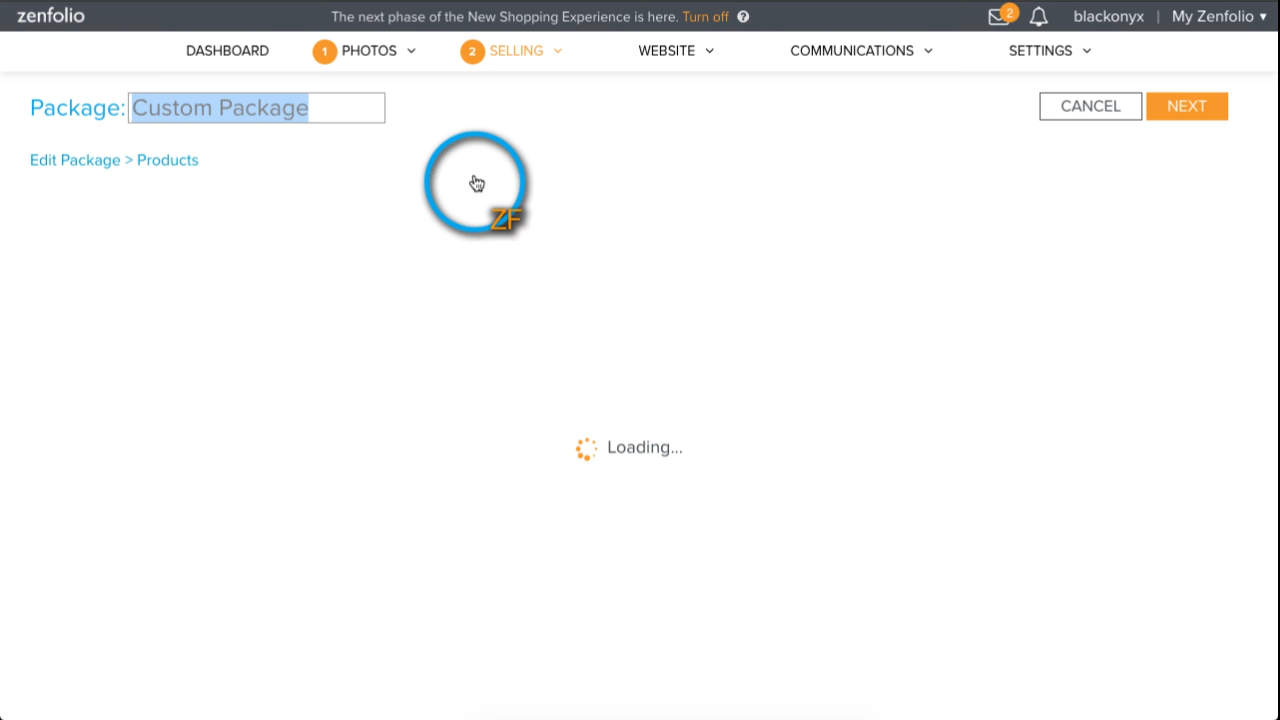 zenfolio
The next phase of the New Shopping Experience is here. Turn off ?
2
blackonyx | My Zenfolio ▾
DASHBOARD 1 PHOTOS 2 SELLING WEBSITE COMMUNICATIONS SETTINGS
Package: Custom Package
CANCEL NEXT
Edit Package > Products
ZF
Loading...